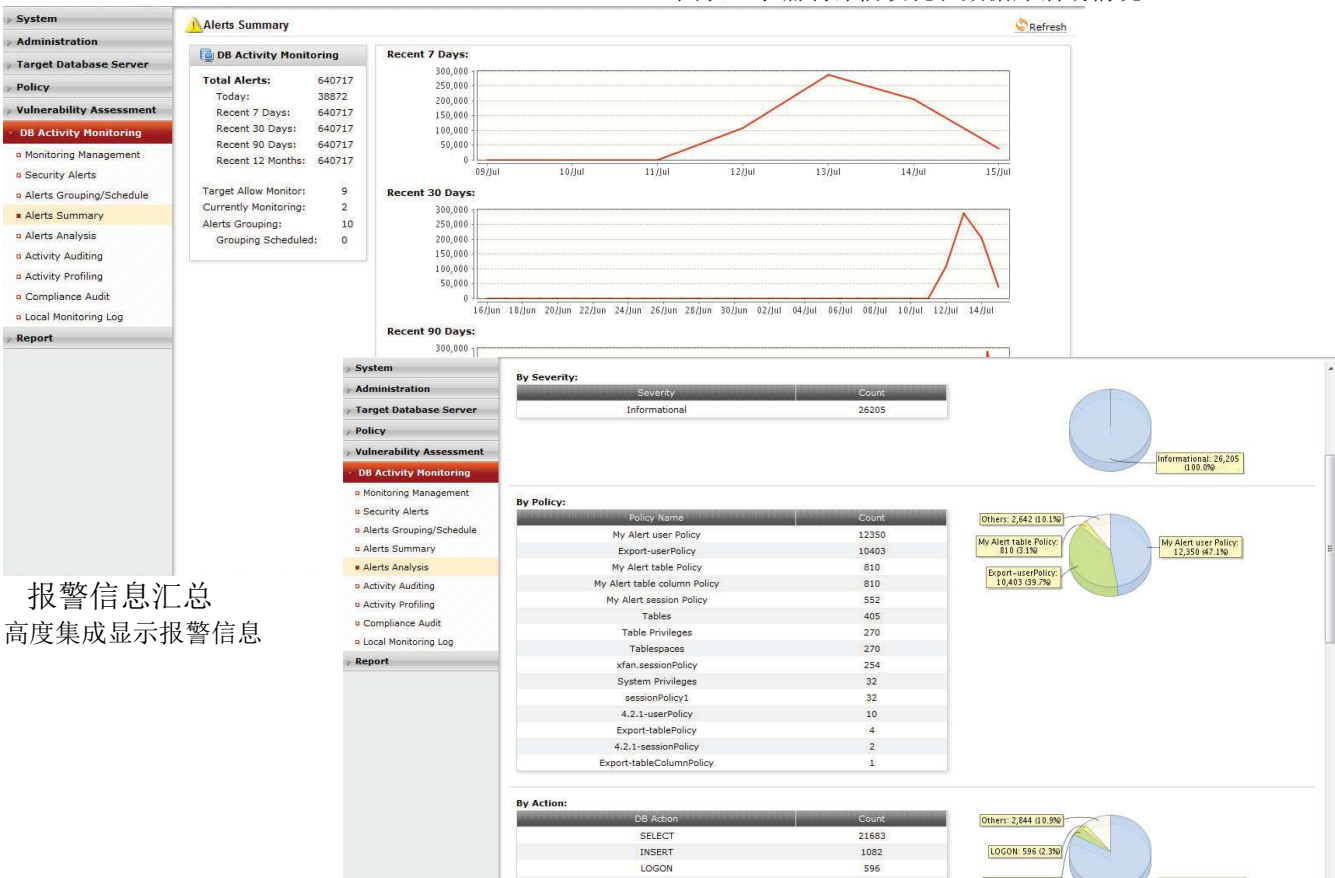 System
Administration
Target Database Server
Policy
Vulnerability Assessment
DB Activity Monitoring
Monitoring Management
Security Alerts
Alerts Grouping/Schedule
Alerts Summary
Alerts Analysis
Activity Auditing
Activity Profiling
Compliance Audit
Local Monitoring Log
Report
Alerts Summary
Refresh
DB Activity Monitoring
Total Alerts: 640717
Today: 38872
Recent 7 Days: 640717
Recent 30 Days: 640717
Recent 90 Days: 640717
Recent 12 Months: 640717
Target Allow Monitor: 9
Currently Monitoring: 2
Alerts Grouping: 10
Grouping Scheduled: 0
Recent 7 Days:
300,000
250,000
200,000
150,000
100,000
50,000
0
09/Jul 10/Jul 11/Jul 12/Jul 13/Jul 14/Jul 15/Jul
Recent 30 Days:
300,000
250,000
200,000
150,000
100,000
50,000
0
16/Jun 18/Jun 20/Jun 22/Jun 24/Jun 26/Jun 28/Jun 30/Jun 02/Jul 04/Jul 06/Jul 08/Jul 10/Jul 12/Jul 14/Jul
Recent 90 Days:
300,000
报警信息汇总
高度集成显示报警信息
System
Administration
Target Database Server
Policy
Vulnerability Assessment
DB Activity Monitoring
Monitoring Management
Security Alerts
Alerts Grouping/Schedule
Alerts Summary
Alerts Analysis
Activity Auditing
Activity Profiling
Compliance Audit
Local Monitoring Log
Report
By Severity:
Severity Count
Informational 26205
Informational: 26,205
(100.0%)
By Policy:
Policy Name Count
My Alert user Policy 12350
Export-userPolicy 10403
My Alert table Policy 810
My Alert table column Policy 810
My Alert session Policy 552
Tables 405
Table Privileges 270
Tablespaces 270
xfan.sessionPolicy 254
System Privileges 32
sessionPolicy1 32
4.2.1-userPolicy 10
Export-tablePolicy 4
4.2.1-sessionPolicy 2
Export-tableColumnPolicy 1
Others: 2,642 (10.1%)
My Alert table Policy:
810 (3.1%)
Export-userPolicy:
10,403 (39.7%)
My Alert user Policy:
12,350 (47.1%)
By Action:
DB Action Count
SELECT 21683
INSERT 1082
LOGON 596
Others: 2,844 (10.9%)
LOGON: 596 (2.3%)